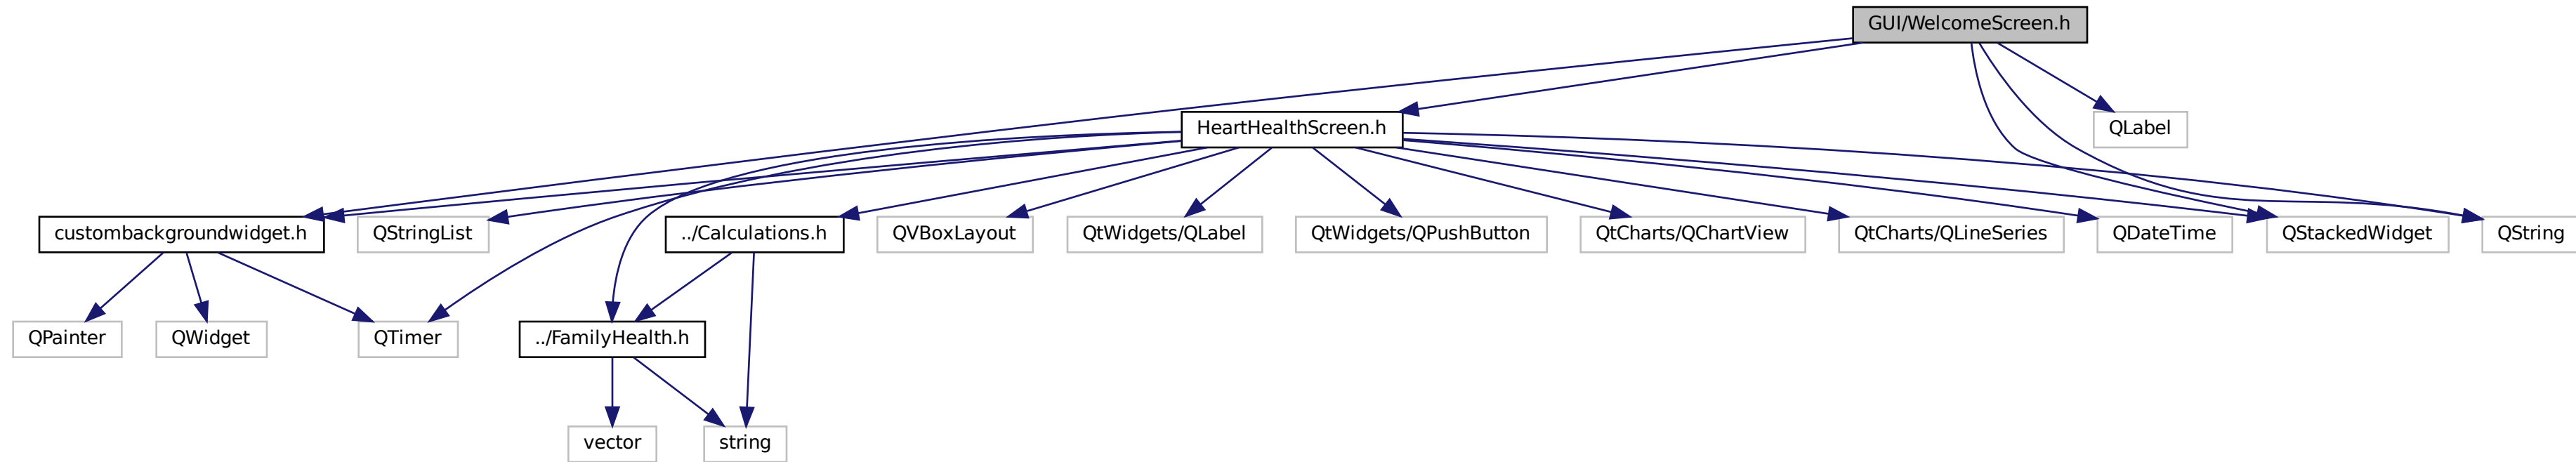 GUI/WelcomeScreen.h
HeartHealthScreen.h
QLabel
custombackgroundwidget.h
QStringList
../Calculations.h
QVBoxLayout
QtWidgets/QLabel
QtWidgets/QPushButton
QtCharts/QChartView
QtCharts/QLineSeries
QDateTime
QStackedWidget
QString
QPainter
QWidget
QTimer
../FamilyHealth.h
vector
string